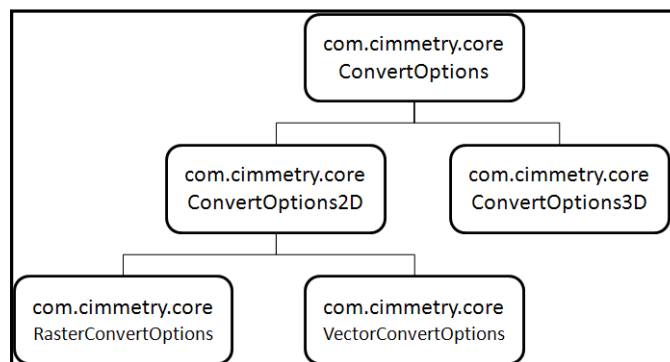 com.cimmetry.core
ConvertOptions
com.cimmetry.core
ConvertOptions2D
com.cimmetry.core
ConvertOptions3D
com.cimmetry.core
RasterConvertOptions
com.cimmetry.core
VectorConvertOptions